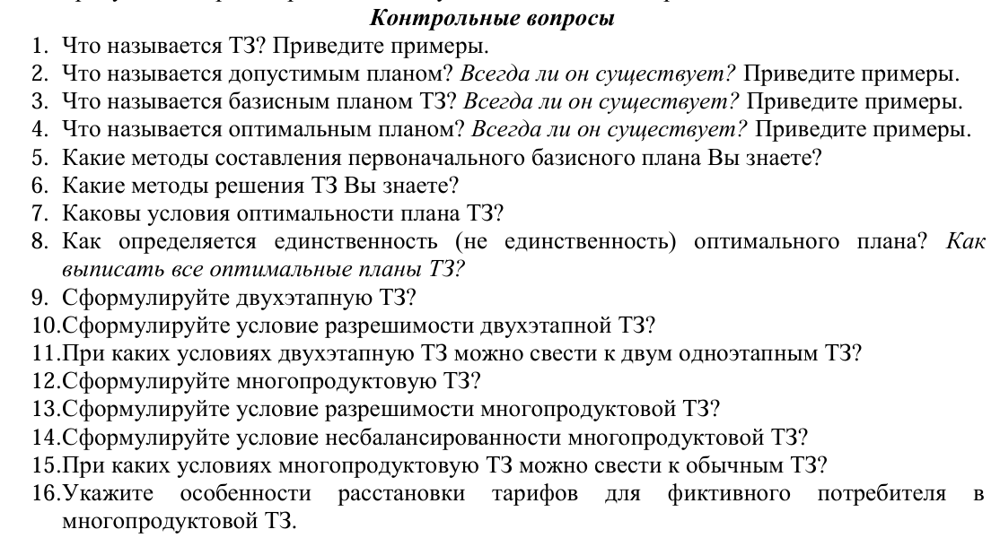 Контрольные вопросы
1. Что называется ТЗ? Приведите примеры.
2. Что называется допустимым планом? Всегда ли он существует? Приведите примеры.
3. Что называется базисным планом ТЗ? Всегда ли он существует? Приведите примеры.
4. Что называется оптимальным планом? Всегда ли он существует? Приведите примеры.
5. Какие методы составления первоначального базисного плана Вы знаете?
6. Какие методы решения ТЗ Вы знаете?
7. Каковы условия оптимальности плана ТЗ?
8. Как определяется единственность (не единственность) оптимального плана? Как
выписать все оптимальные планы ТЗ?
9. Сформулируйте двухэтапную ТЗ?
10.Сформулируйте условие разрешимости двухэтапной ТЗ?
11.При каких условиях двухэтапную ТЗ можно свести к двум одноэтапным ТЗ?
12.Сформулируйте многопродуктовую ТЗ?
13.Сформулируйте условие разрешимости многопродуктовой ТЗ?
14.Сформулируйте условие несбалансированности многопродуктовой ТЗ?
15.При каких условиях многопродуктовую ТЗ можно свести к обычным ТЗ?
16.Укажите особенности расстановки тарифов для фиктивного потребителя в
многопродуктовой ТЗ.